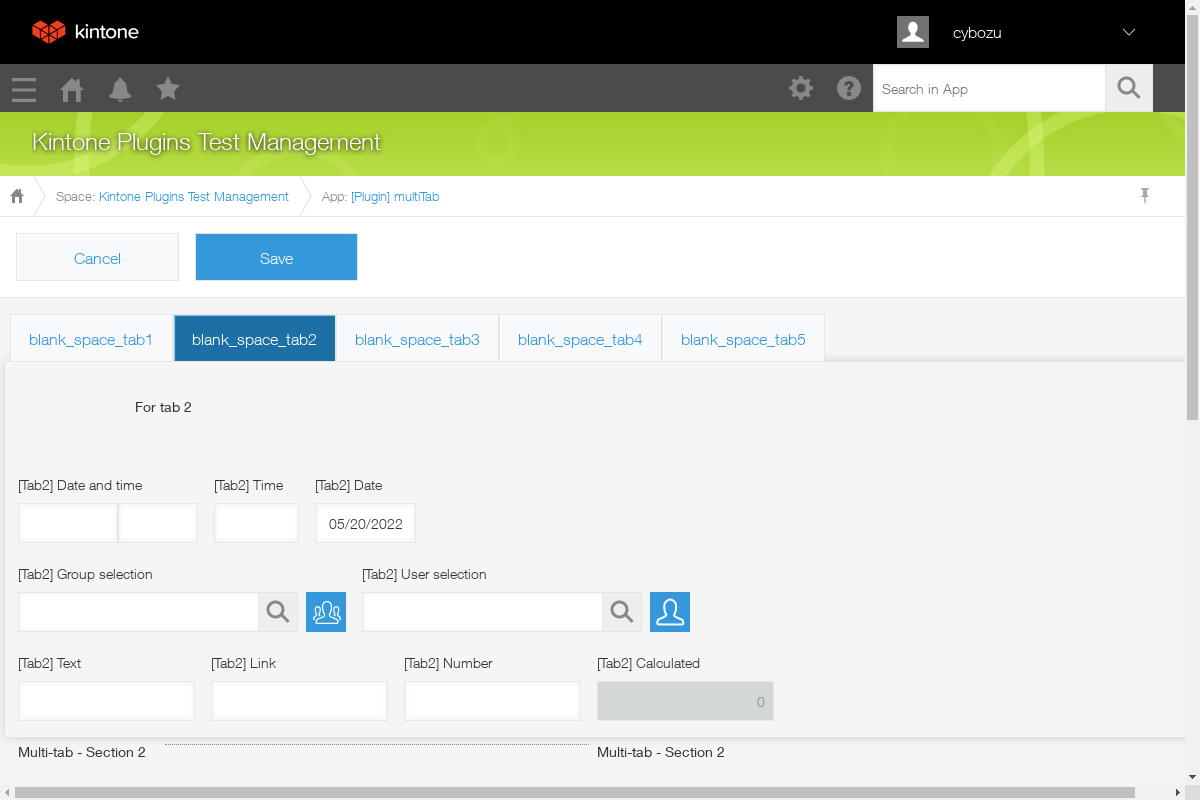 kintone
cybozu
Search in App
Kintone Plugins Test Management
Space: Kintone Plugins Test Management
App: [Plugin] multiTab
Cancel
Save
blank_space_tab1
blank_space_tab2
blank_space_tab3
blank_space_tab4
blank_space_tab5
For tab 2
[Tab2] Date and time
[Tab2] Time
[Tab2] Date
05/20/2022
[Tab2] Group selection
[Tab2] User selection
[Tab2] Text
[Tab2] Link
[Tab2] Number
[Tab2] Calculated
0
Multi-tab - Section 2
Multi-tab - Section 2